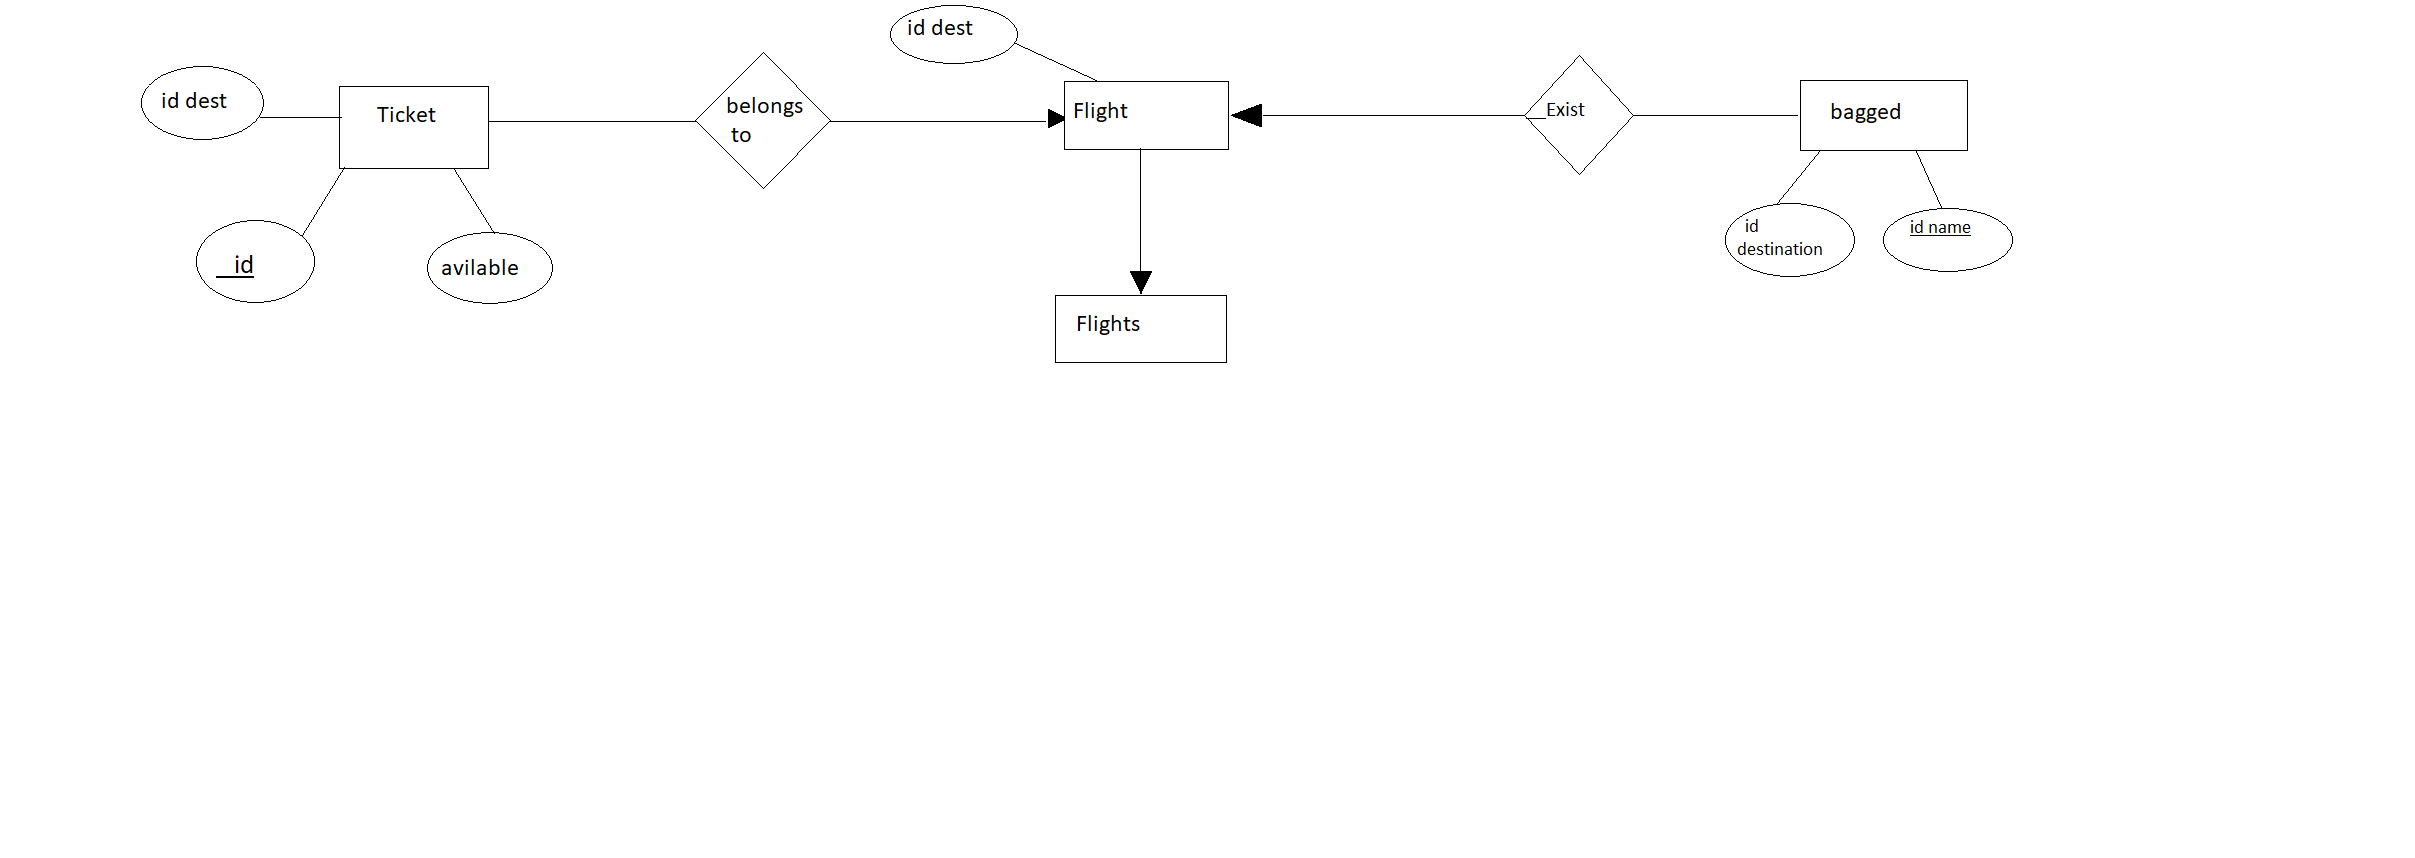 id dest
id dest
Ticket
belongs
to
Flight
Exist
bagged
id
avilable
id
destination
id name
Flights